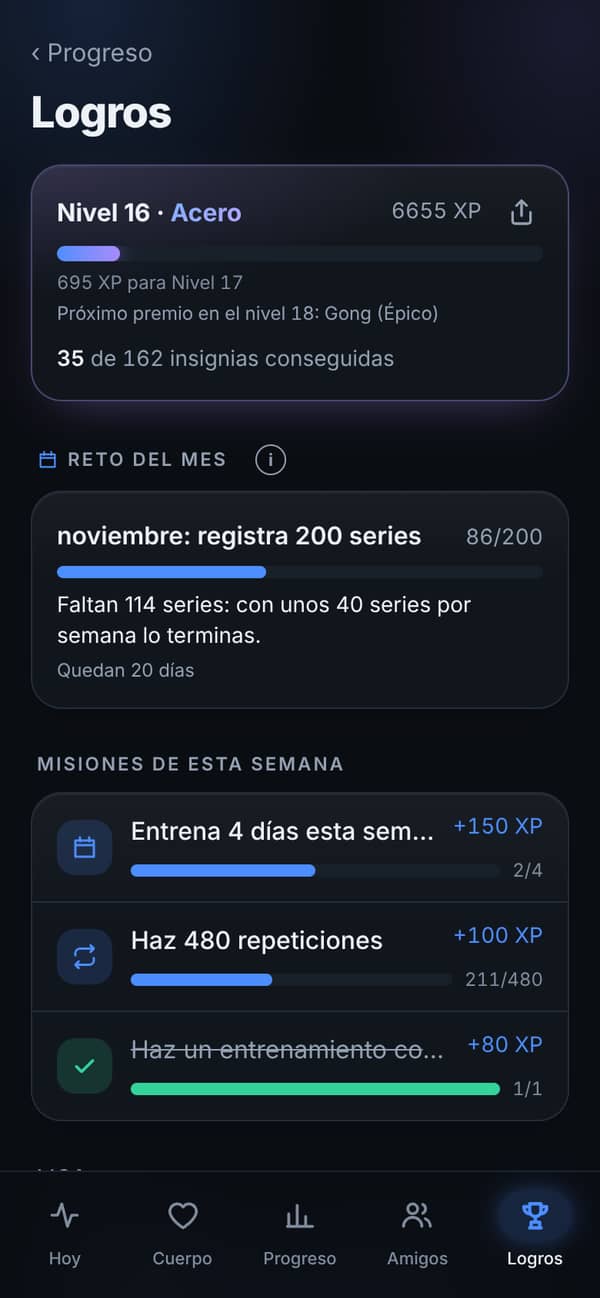 ‹ Progreso
Logros
Nivel 16 · Acero
6655 XP
695 XP para Nivel 17
Próximo premio en el nivel 18: Gong (Épico)
35 de 162 insignias conseguidas
RETO DEL MES
i
noviembre: registra 200 series
86/200
Faltan 114 series: con unos 40 series por
semana lo terminas.
Quedan 20 días
MISIONES DE ESTA SEMANA
Entrena 4 días esta sem...
+150 XP
2/4
Haz 480 repeticiones
+100 XP
211/480
Haz un entrenamiento co...
+80 XP
1/1
Hoy
Cuerpo
Progreso
Amigos
Logros